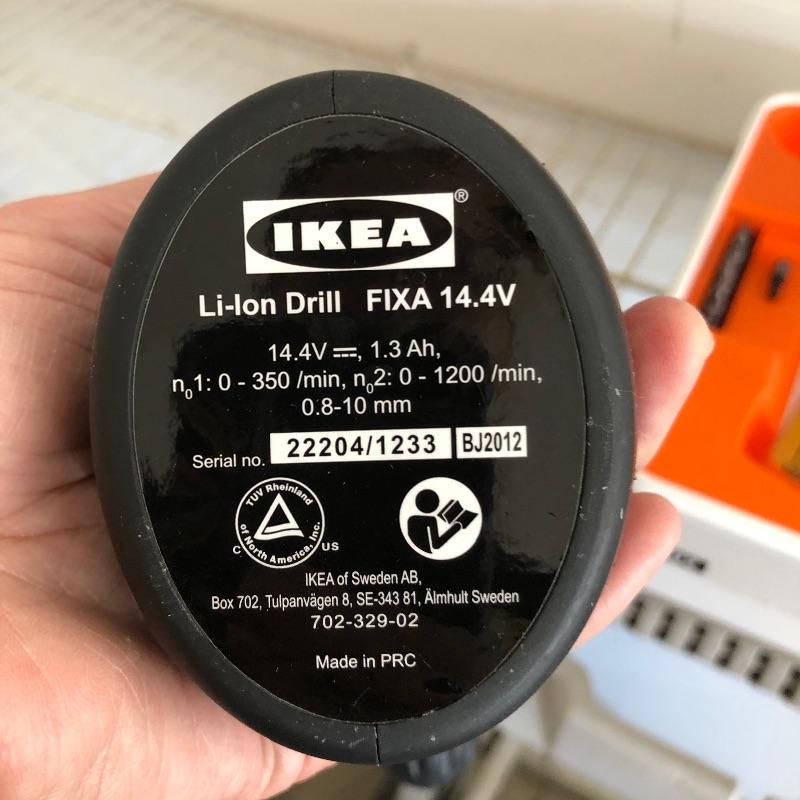 IKEA®
Li-Ion Drill FIXA 14.4V
14.4V ⎓, 1.3 Ah,
n₀1: 0 - 350 /min, n₀2: 0 - 1200 /min,
0.8-10 mm
Serial no. 22204/1233 BJ2012
TÜV Rheinland
of North America, Inc.
C US
IKEA of Sweden AB,
Box 702, Tulpanvägen 8, SE-343 81, Älmhult Sweden
702-329-02
Made in PRC